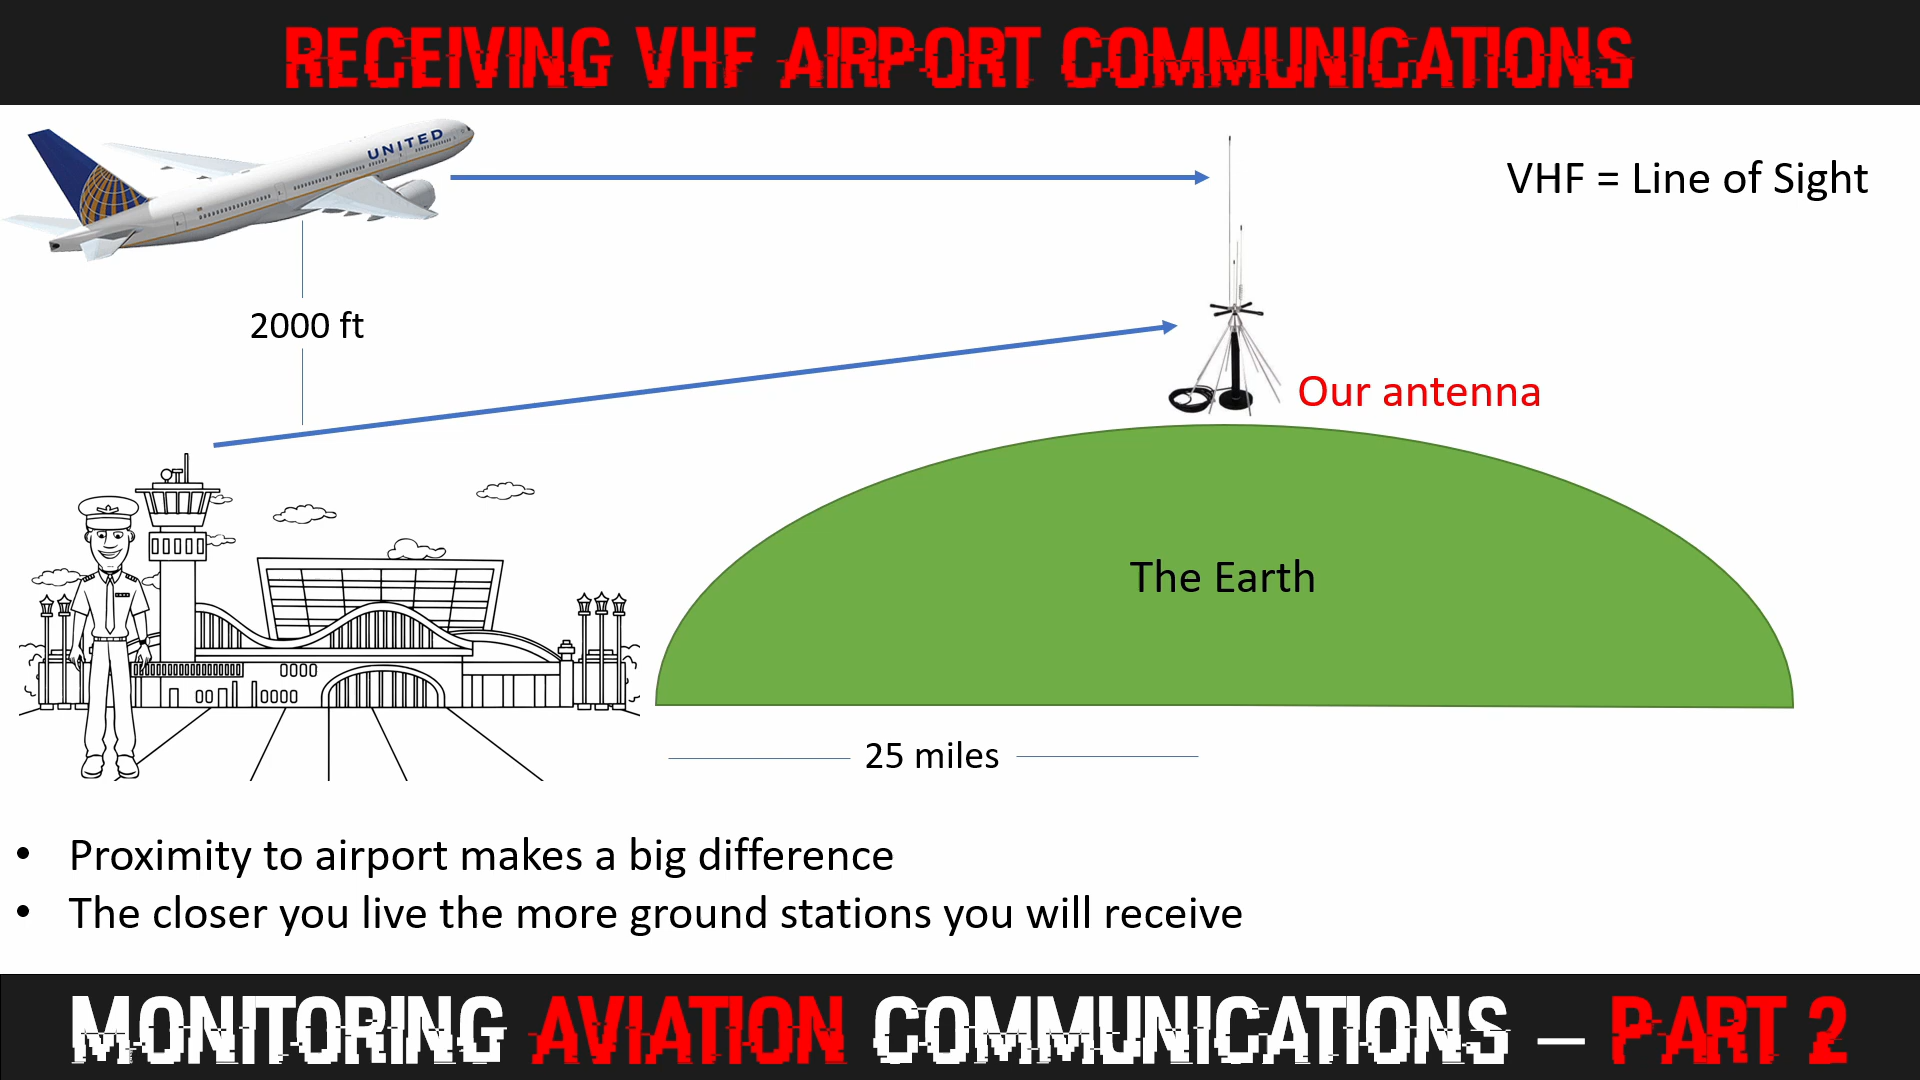 RECEIVING VHF AIRPORT COMMUNICATIONS
UNITED
VHF = Line of Sight
2000 ft
Our antenna
The Earth
25 miles
• Proximity to airport makes a big difference
• The closer you live the more ground stations you will receive
MONITORING AVIATION COMMUNICATIONS – PART 2